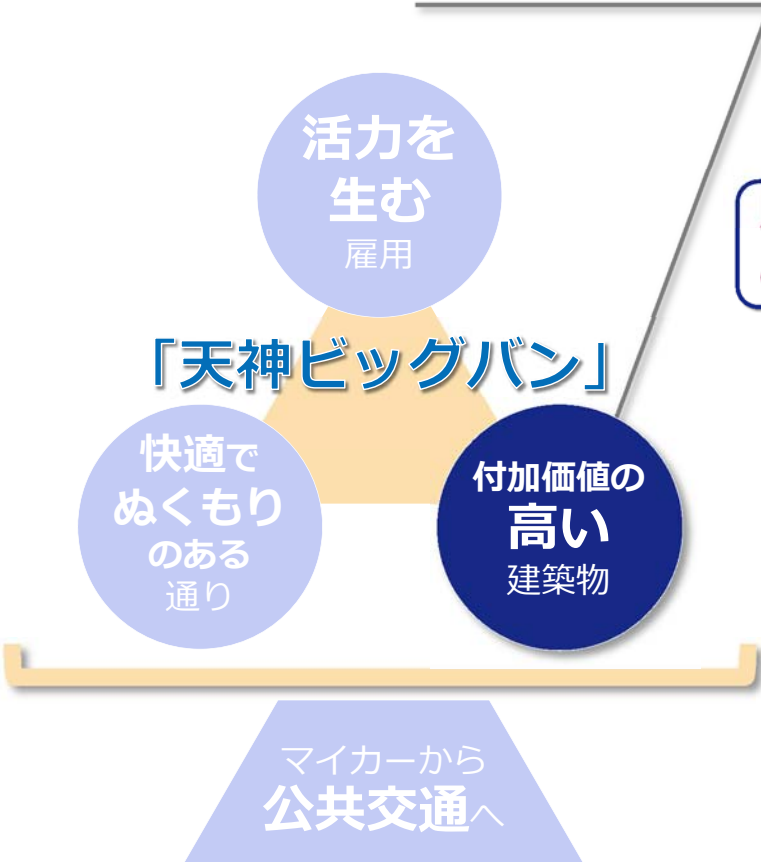 活力を
生む
雇用
「天神ビッグバン」
快適で
ぬくもり
のある
通り
付加価値の
高い
建築物
マイカーから
公共交通へ